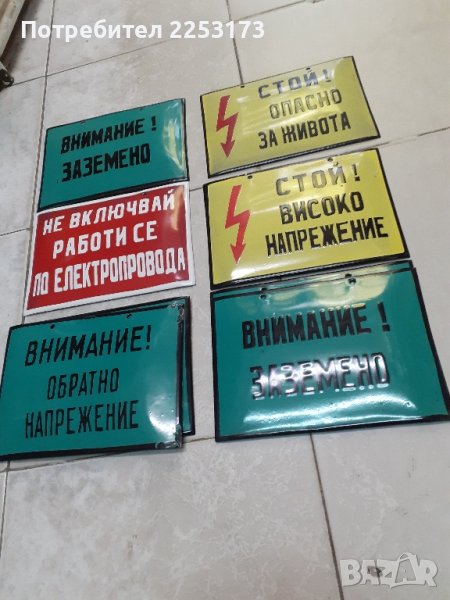 Потребител 2253173
ВНИМАНИЕ !
ЗАЗЕМЕНО
СТОЙ!
ОПАСНО
ЗА ЖИВОТА
НЕ ВКЛЮЧВАЙ
РАБОТИ СЕ
ПО ЕЛЕКТРОПРОВОДА
СТОЙ!
ВИСОКО
НАПРЕЖЕНИЕ
ВНИМАНИЕ!
ОБРАТНО
НАПРЕЖЕНИЕ
ВНИМАНИЕ !
ЗАЗЕМЕНО
BAZAR